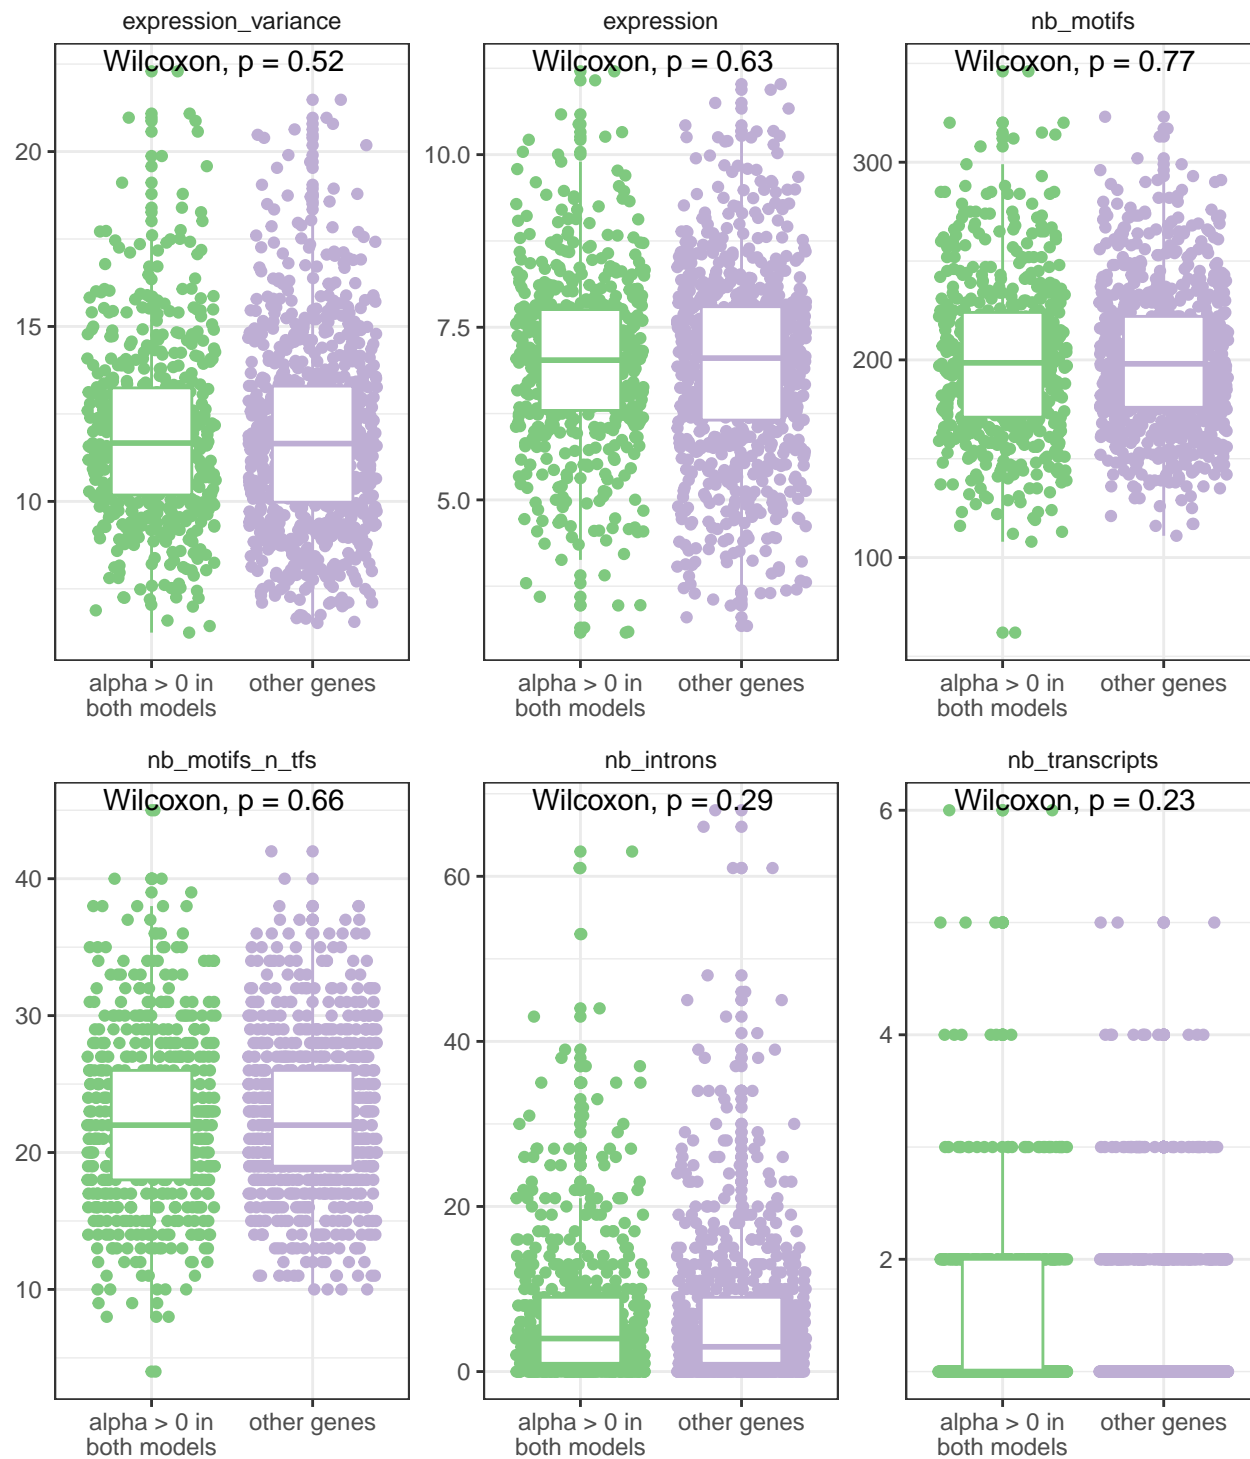 expression_variance
expression
nb_motifs
Wilcoxon, p = 0.52
Wilcoxon, p = 0.63
Wilcoxon, p = 0.77
20
15
10
10.0
7.5
5.0
300
200
100
alpha > 0 in
both models
other genes
alpha > 0 in
both models
other genes
alpha > 0 in
both models
other genes
nb_motifs_n_tfs
nb_introns
nb_transcripts
Wilcoxon, p = 0.66
Wilcoxon, p = 0.29
Wilcoxon, p = 0.23
40
30
20
10
60
40
20
0
6
4
2
alpha > 0 in
both models
other genes
alpha > 0 in
both models
other genes
alpha > 0 in
both models
other genes